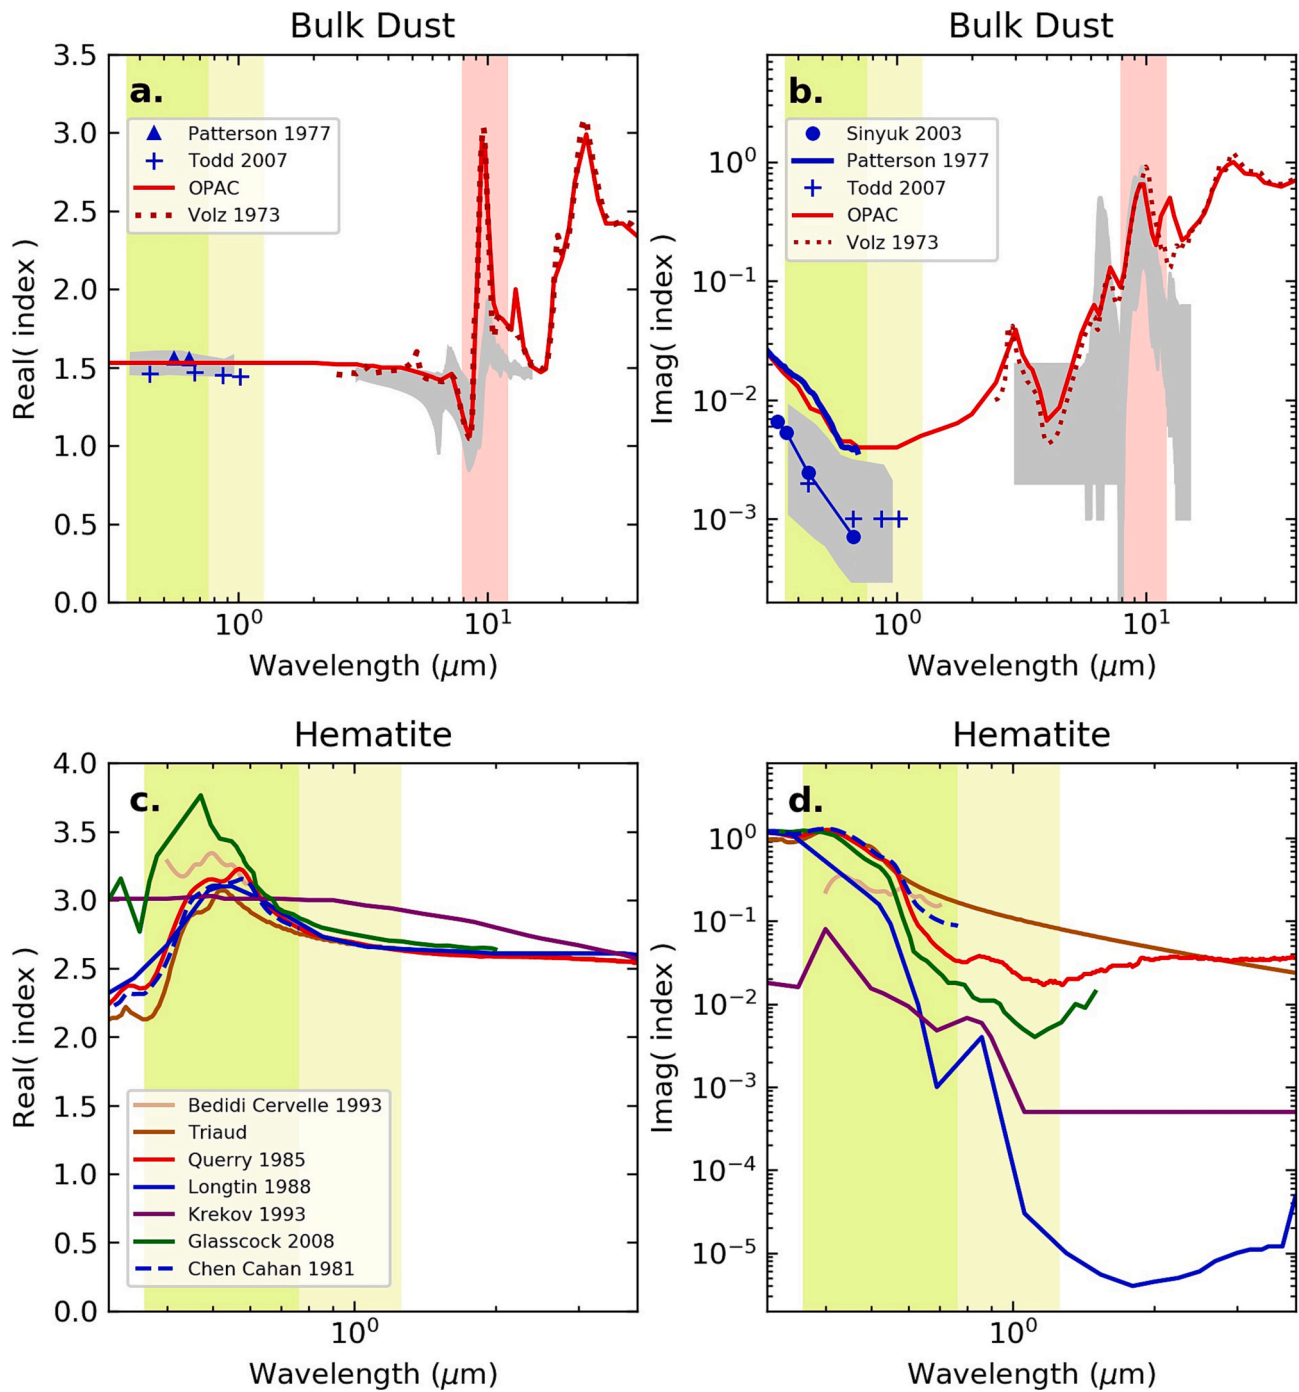 Bulk Dust
a.
Patterson 1977
Todd 2007
OPAC
Volz 1973
3.5
3.0
2.5
2.0
1.5
1.0
0.5
0.0
Real( index )
10⁰
10¹
Wavelength (μm)
Bulk Dust
b.
Sinyuk 2003
Patterson 1977
Todd 2007
OPAC
Volz 1973
10⁰
10⁻¹
10⁻²
10⁻³
Imag( index )
10⁰
10¹
Wavelength (μm)
Hematite
c.
4.0
3.5
3.0
2.5
2.0
1.5
1.0
0.5
0.0
Real( index )
Bedidi Cervelle 1993
Triaud
Querry 1985
Longtin 1988
Krekov 1993
Glasscock 2008
Chen Cahan 1981
10⁰
Wavelength (μm)
Hematite
d.
10⁰
10⁻¹
10⁻²
10⁻³
10⁻⁴
10⁻⁵
Imag( index )
10⁰
Wavelength (μm)